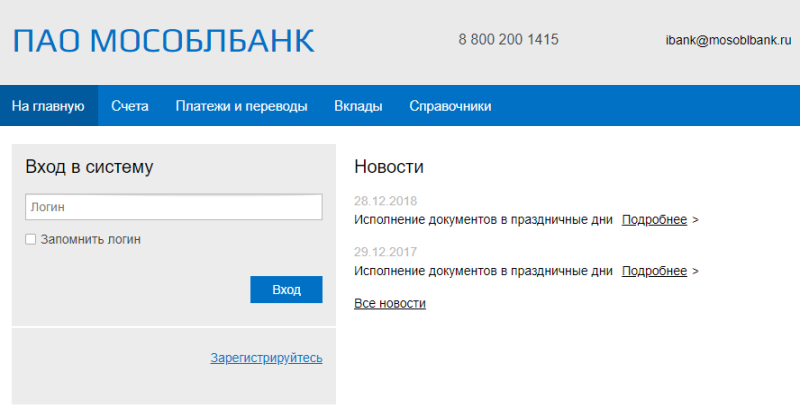 ПАО МОСОБЛБАНК
8 800 200 1415
ibank@mosoblbank.ru
На главную Счета Платежи и переводы Вклады Справочники
Вход в систему
Логин
Запомнить логин
Вход
Зарегистрируйтесь
Новости
28.12.2018
Исполнение документов в праздничные дни Подробнее >
29.12.2017
Исполнение документов в праздничные дни Подробнее >
Все новости